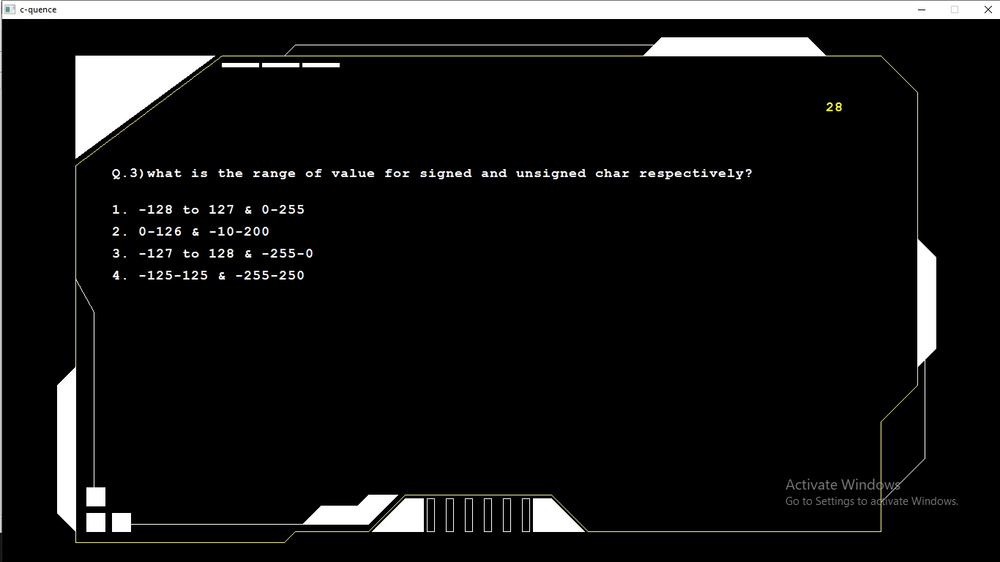 c-quence
28
Q.3)what is the range of value for signed and unsigned char respectively?
1. -128 to 127 & 0-255
2. 0-126 & -10-200
3. -127 to 128 & -255-0
4. -125-125 & -255-250
Activate Windows
Go to Settings to activate Windows.